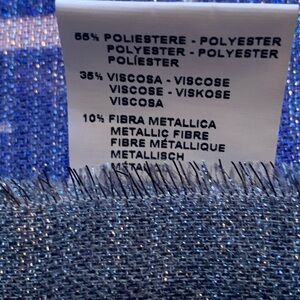 55% POLIESTERE - POLYESTER
POLYESTER - POLYESTER
POLÍESTER
35% VISCOSA - VISCOSE
VISCOSE - VISKOSE
VISCOSA
10% FIBRA METALLICA
METALLIC FIBRE
FIBRE MÉTALLIQUE
METALLISCH